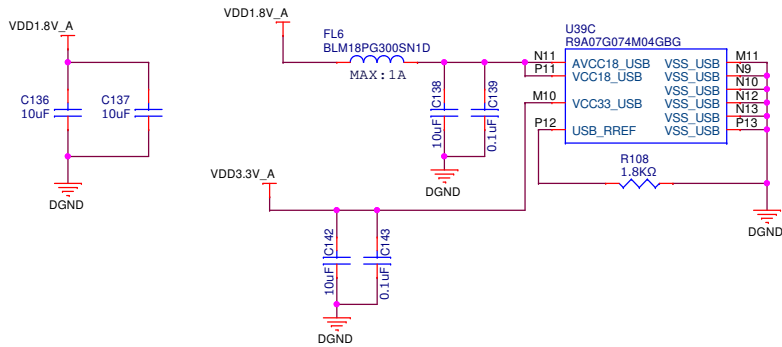 VDD1.8V_A
C136
10uF
C137
10uF
DGND
VDD1.8V_A
FL6
BLM18PG300SN1D
MAX:1A
C138
10uF
C139
0.1uF
DGND
VDD3.3V_A
C142
10uF
C143
0.1uF
DGND
U39C
R9A07G074M04GBG
N11 AVCC18_USB VSS_USB M11
P11 VCC18_USB VSS_USB N9
VSS_USB N10
M10 VCC33_USB VSS_USB N12
VSS_USB N13
P12 USB_RREF VSS_USB P13
R108
1.8KΩ
DGND